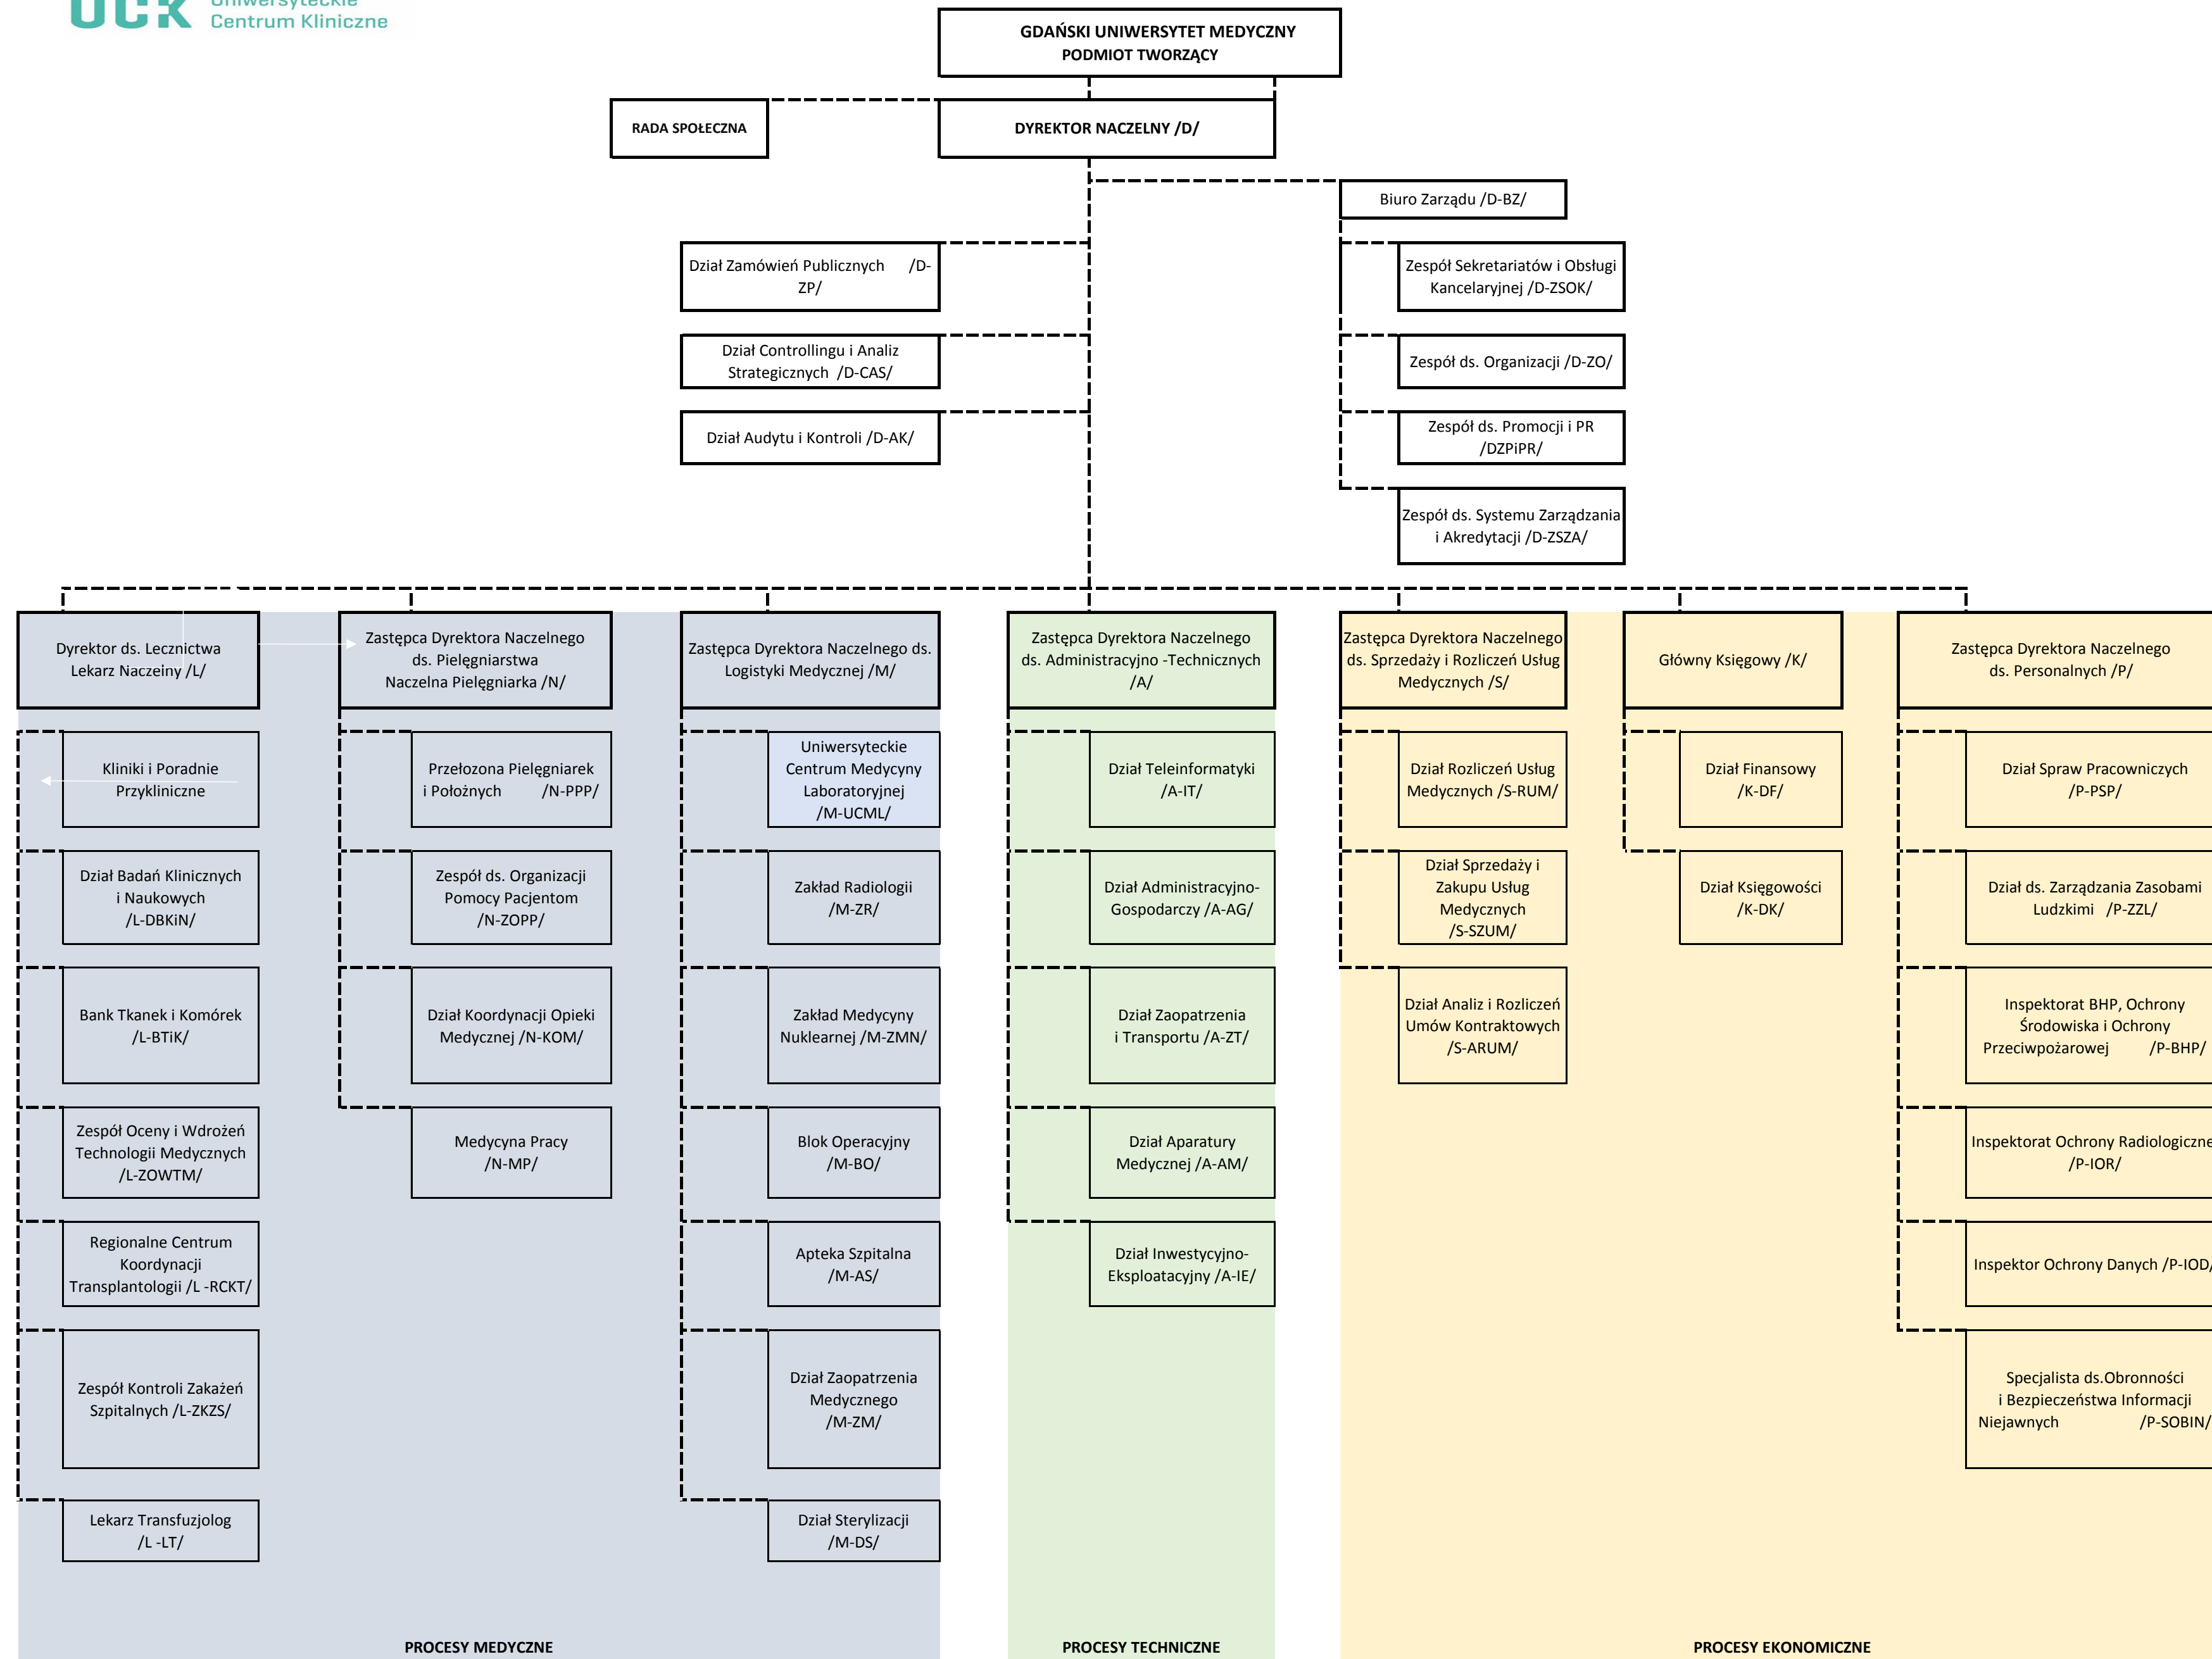 UCK
Uniwersyteckie
Centrum Kliniczne
GDAŃSKI UNIWERSYTET MEDYCZNY
PODMIOT TWORZĄCY
RADA SPOŁECZNA
DYREKTOR NACZELNY /D/
Biuro Zarządu /D-BZ/
Dział Zamówień Publicznych /D-
ZP/
Zespół Sekretariatów i Obsługi
Kancelaryjnej /D-ZSOK/
Dział Controllingu i Analiz
Strategicznych /D-CAS/
Zespół ds. Organizacji /D-ZO/
Dział Audytu i Kontroli /D-AK/
Zespół ds. Promocji i PR
/DZPiPR/
Zespół ds. Systemu Zarządzania
i Akredytacji /D-ZSZA/
Dyrektor ds. Lecznictwa
Lekarz Naczelny /L/
Zastępca Dyrektora Naczelnego
ds. Pielęgniarstwa
Naczelna Pielęgniarka /N/
Zastępca Dyrektora Naczelnego ds.
Logistyki Medycznej /M/
Zastępca Dyrektora Naczelnego
ds. Administracyjno -Technicznych
/A/
Zastępca Dyrektora Naczelnego
ds. Sprzedaży i Rozliczeń Usług
Medycznych /S/
Główny Księgowy /K/
Zastępca Dyrektora Naczelnego
ds. Personalnych /P/
Kliniki i Poradnie
Przykliniczne
Przełożona Pielęgniarek
i Położnych /N-PPP/
Uniwersyteckie
Centrum Medycyny
Laboratoryjnej
/M-UCML/
Dział Teleinformatyki
/A-IT/
Dział Rozliczeń Usług
Medycznych /S-RUM/
Dział Finansowy
/K-DF/
Dział Spraw Pracowniczych
/P-PSP/
Dział Badań Klinicznych
i Naukowych
/L-DBKiN/
Zespół ds. Organizacji
Pomocy Pacjentom
/N-ZOPP/
Zakład Radiologii
/M-ZR/
Dział Administracyjno-
Gospodarczy /A-AG/
Dział Sprzedaży i
Zakupu Usług
Medycznych
/S-SZUM/
Dział Księgowości
/K-DK/
Dział ds. Zarządzania Zasobami
Ludzkimi /P-ZZL/
Bank Tkanek i Komórek
/L-BTiK/
Dział Koordynacji Opieki
Medycznej /N-KOM/
Zakład Medycyny
Nuklearnej /M-ZMN/
Dział Zaopatrzenia
i Transportu /A-ZT/
Dział Analiz i Rozliczeń
Umów Kontraktowych
/S-ARUM/
Inspektorat BHP, Ochrony
Środowiska i Ochrony
Przeciwpożarowej /P-BHP/
Zespół Oceny i Wdrożeń
Technologii Medycznych
/L-ZOWTM/
Medycyna Pracy
/N-MP/
Blok Operacyjny
/M-BO/
Dział Aparatury
Medycznej /A-AM/
Inspektorat Ochrony Radiologiczne
/P-IOR/
Regionalne Centrum
Koordynacji
Transplantologii /L -RCKT/
Apteka Szpitalna
/M-AS/
Dział Inwestycyjno-
Eksploatacyjny /A-IE/
Inspektor Ochrony Danych /P-IOD/
Zespół Kontroli Zakażeń
Szpitalnych /L-ZKZS/
Dział Zaopatrzenia
Medycznego
/M-ZM/
Specjalista ds.Obronności
i Bezpieczeństwa Informacji
Niejawnych /P-SOBIN/
Lekarz Transfuzjolog
/L -LT/
Dział Sterylizacji
/M-DS/
PROCESY MEDYCZNE
PROCESY TECHNICZNE
PROCESY EKONOMICZNE